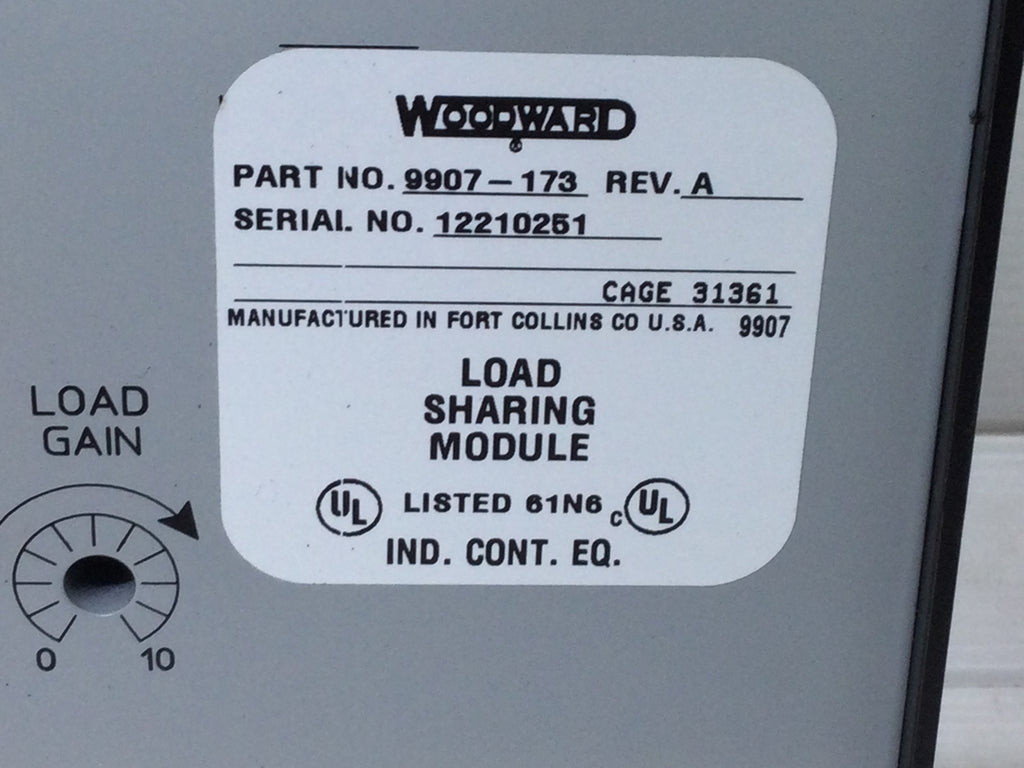 WOODWARD
PART NO. 9907-173 REV. A
SERIAL NO. 12210251
CAGE 31361
MANUFACTURED IN FORT COLLINS CO U.S.A. 9907
LOAD
SHARING
MODULE
UL LISTED 61N6 c UL
IND. CONT. EQ.
LOAD
GAIN
0 10